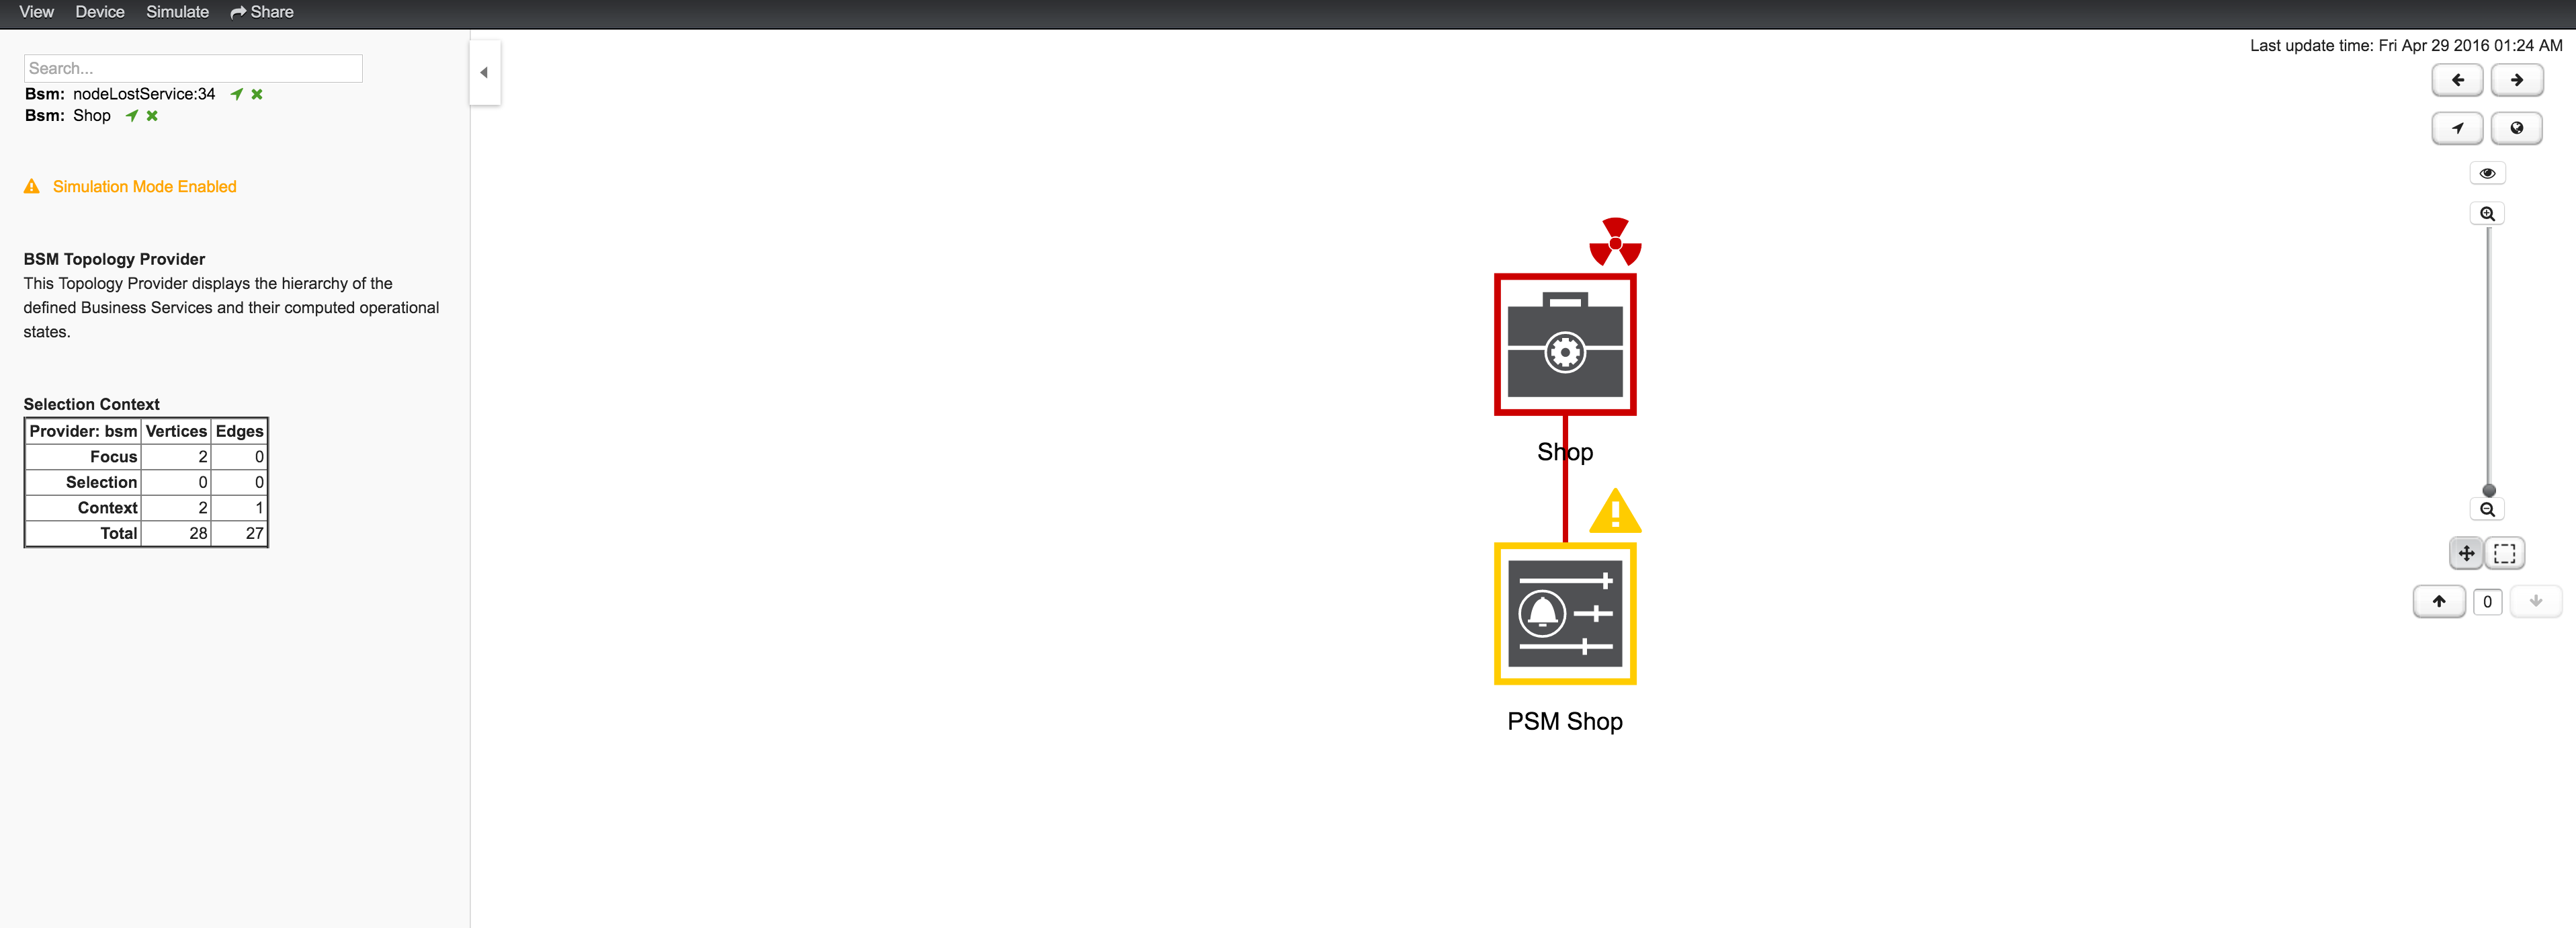 View Device Simulate Share
Last update time: Fri Apr 29 2016 01:24 AM
Search...
Bsm: nodeLostService:34
Bsm: Shop
Simulation Mode Enabled
BSM Topology Provider
This Topology Provider displays the hierarchy of the
defined Business Services and their computed operational
states.
Selection Context
Provider: bsm Vertices Edges
Focus 2 0
Selection 0 0
Context 2 1
Total 28 27
Shop
PSM Shop
0